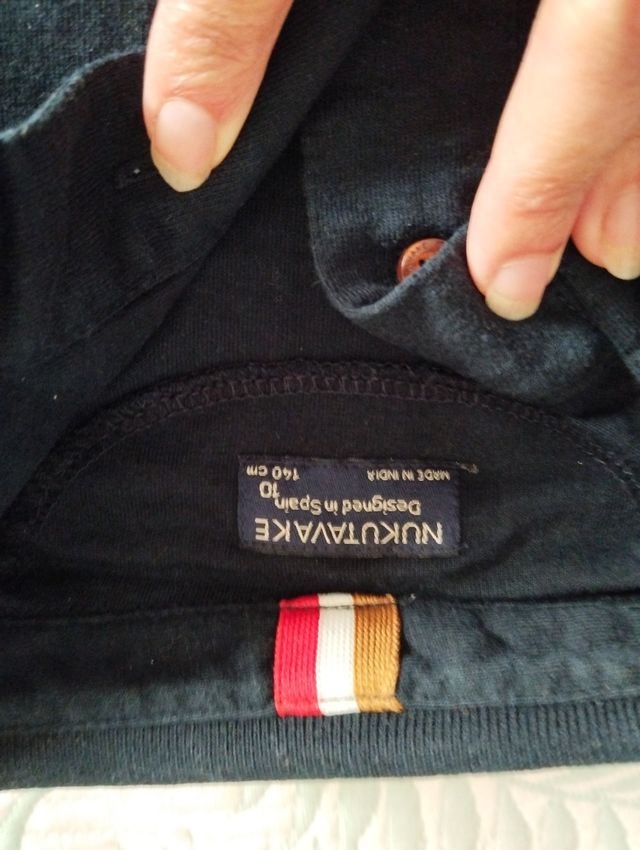 NUKUTAVAKE
Designed in Spain
10
MADE IN INDIA 140 cm